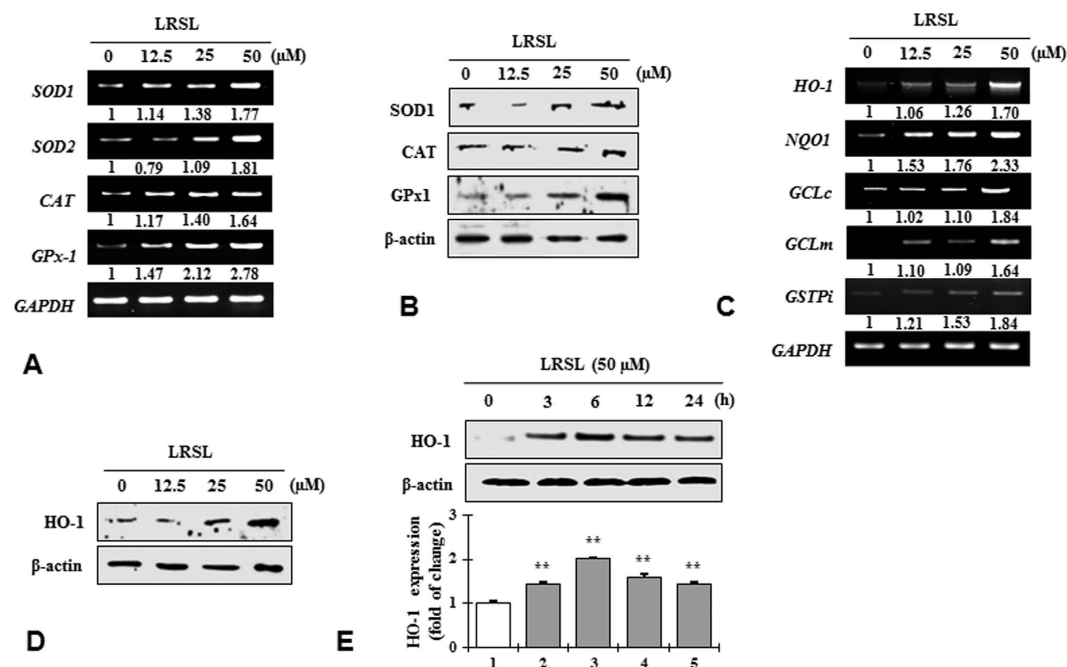 LRSL
0 12.5 25 50 (μM)
SOD1
1 1.14 1.38 1.77
SOD2
1 0.79 1.09 1.81
CAT
1 1.17 1.40 1.64
GPx-1
1 1.47 2.12 2.78
GAPDH
A
LRSL
0 12.5 25 50 (μM)
SOD1
CAT
GPx1
β-actin
B
LRSL
0 12.5 25 50 (μM)
HO-1
1 1.06 1.26 1.70
NQO1
1 1.53 1.76 2.33
GCLc
1 1.02 1.10 1.84
GCLm
1 1.10 1.09 1.64
GSTPi
1 1.21 1.53 1.84
GAPDH
C
LRSL
0 12.5 25 50 (μM)
HO-1
β-actin
D
LRSL (50 μM)
0 3 6 12 24 (h)
HO-1
β-actin
HO-1 expression
(fold of change)
3
2
1
0
** ** ** **
1 2 3 4 5
E